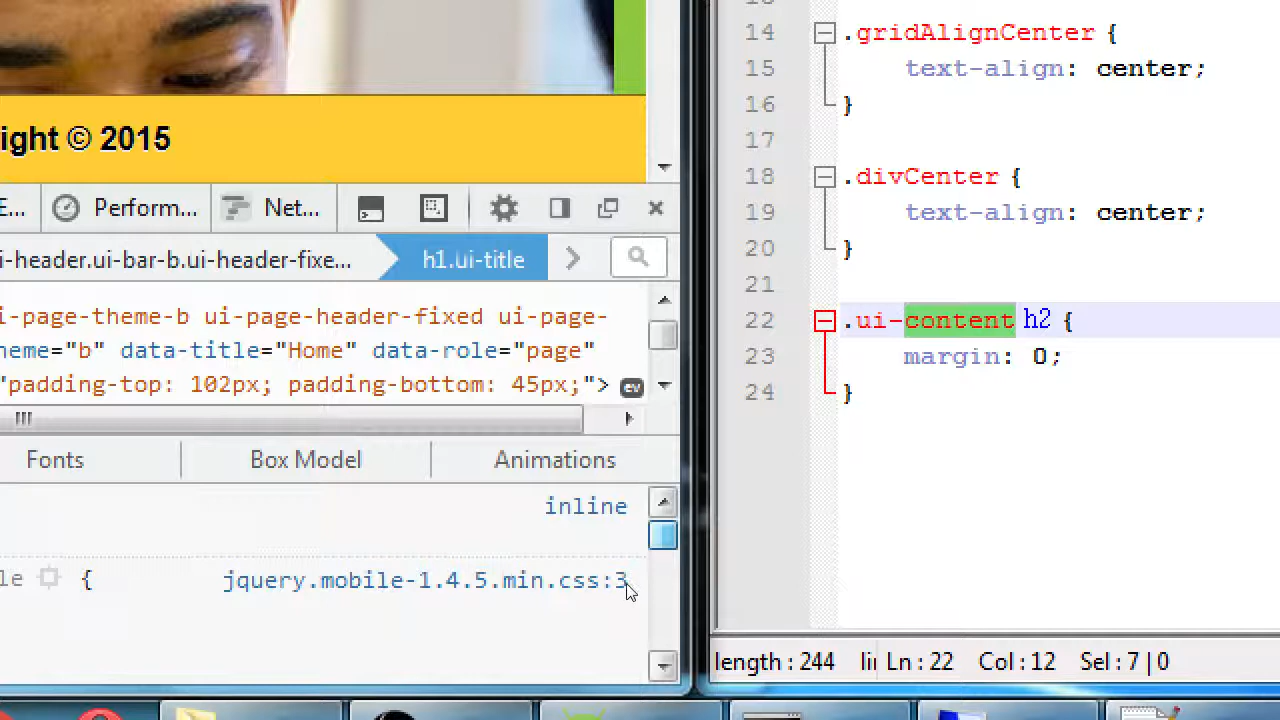 ight © 2015
E...
Perform...
Net...
i-header.ui-bar-b.ui-header-fixe...
h1.ui-title
i-page-theme-b ui-page-header-fixed ui-page-
heme="b" data-title="Home" data-role="page"
"padding-top: 102px; padding-bottom: 45px;">
ev
Fonts
Box Model
Animations
inline
le {
jquery.mobile-1.4.5.min.css:3
14 .gridAlignCenter {
15 text-align: center;
16 }
17
18 .divCenter {
19 text-align: center;
20 }
21
22 .ui-content h2 {
23 margin: 0;
24 }
length : 244 Ln : 22 Col : 12 Sel : 7 | 0